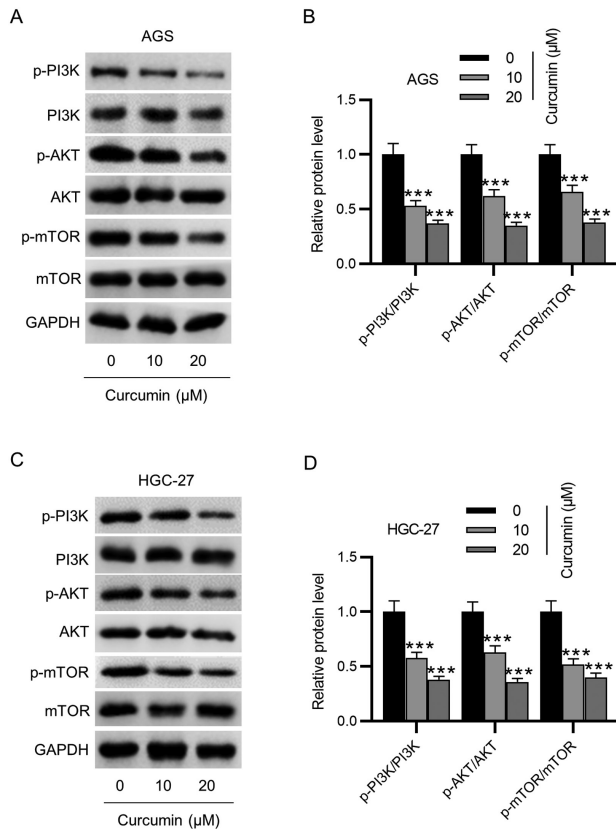 A
AGS
p-PI3K
PI3K
p-AKT
AKT
p-mTOR
mTOR
GAPDH
0 10 20
Curcumin (μM)
B
AGS
0
10
20
Curcumin (μM)
Relative protein level
1.5
1.0
0.5
0.0
*** *** *** *** *** ***
p-PI3K/PI3K
p-AKT/AKT
p-mTOR/mTOR
C
HGC-27
p-PI3K
PI3K
p-AKT
AKT
p-mTOR
mTOR
GAPDH
0 10 20
Curcumin (μM)
D
HGC-27
0
10
20
Curcumin (μM)
Relative protein level
1.5
1.0
0.5
0.0
*** *** *** *** *** ***
p-PI3K/PI3K
p-AKT/AKT
p-mTOR/mTOR